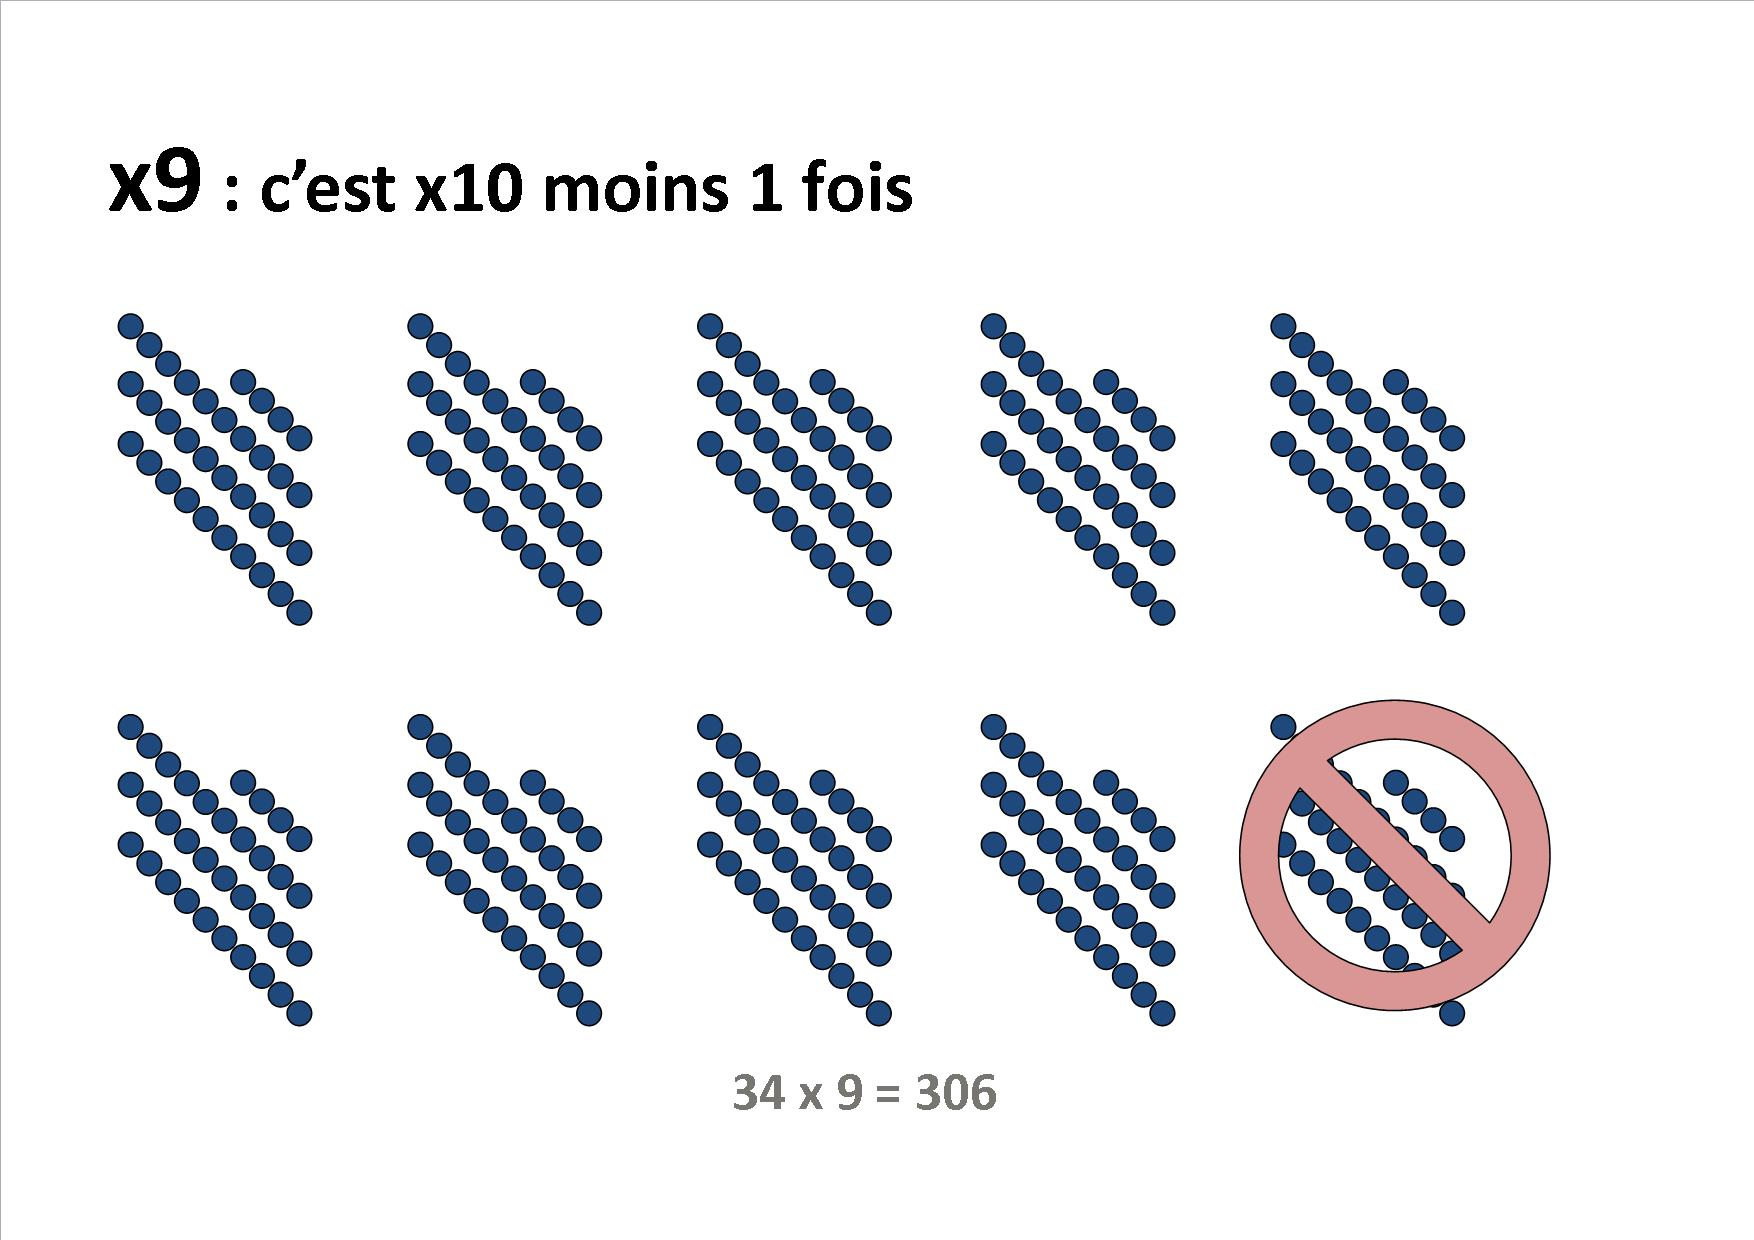 x9 : c’est x10 moins 1 fois
34 x 9 = 306